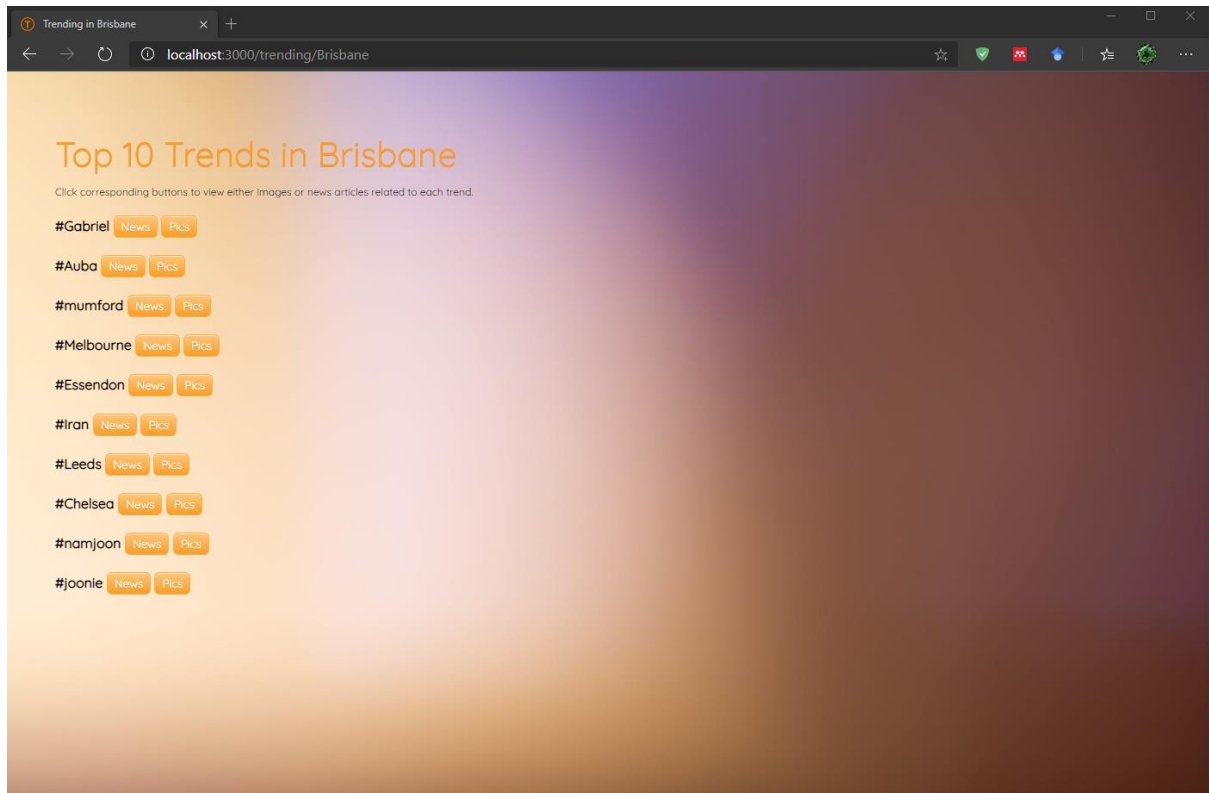 Trending in Brisbane
localhost:3000/trending/Brisbane
Top 10 Trends in Brisbane
Click corresponding buttons to view either images or news articles related to each trend.
#Gabriel News Pics
#Auba News Pics
#mumford News Pics
#Melbourne News Pics
#Essendon News Pics
#Iran News Pics
#Leeds News Pics
#Chelsea News Pics
#namjoon News Pics
#joonie News Pics